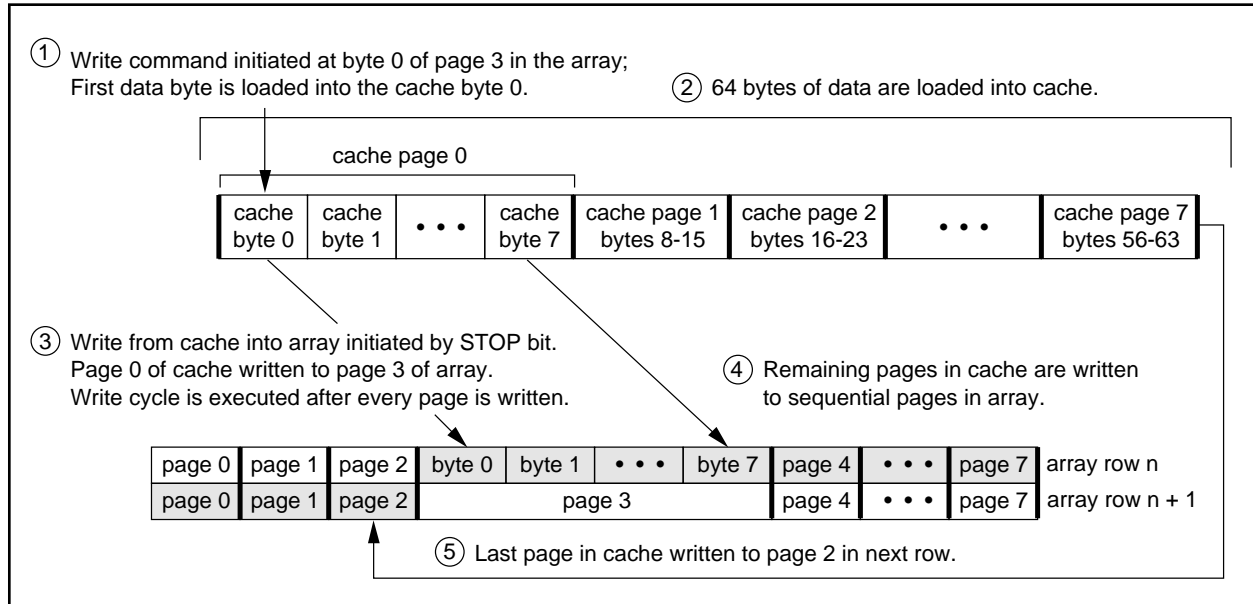 ① Write command initiated at byte 0 of page 3 in the array;
First data byte is loaded into the cache byte 0.
② 64 bytes of data are loaded into cache.
cache page 0
cache byte 0
cache byte 1
• • •
cache byte 7
cache page 1 bytes 8-15
cache page 2 bytes 16-23
• • •
cache page 7 bytes 56-63
③ Write from cache into array initiated by STOP bit.
Page 0 of cache written to page 3 of array.
Write cycle is executed after every page is written.
④ Remaining pages in cache are written
to sequential pages in array.
page 0 page 1 page 2 byte 0 byte 1 • • • byte 7 page 4 • • • page 7 array row n
page 0 page 1 page 2 page 3 page 4 • • • page 7 array row n + 1
⑤ Last page in cache written to page 2 in next row.